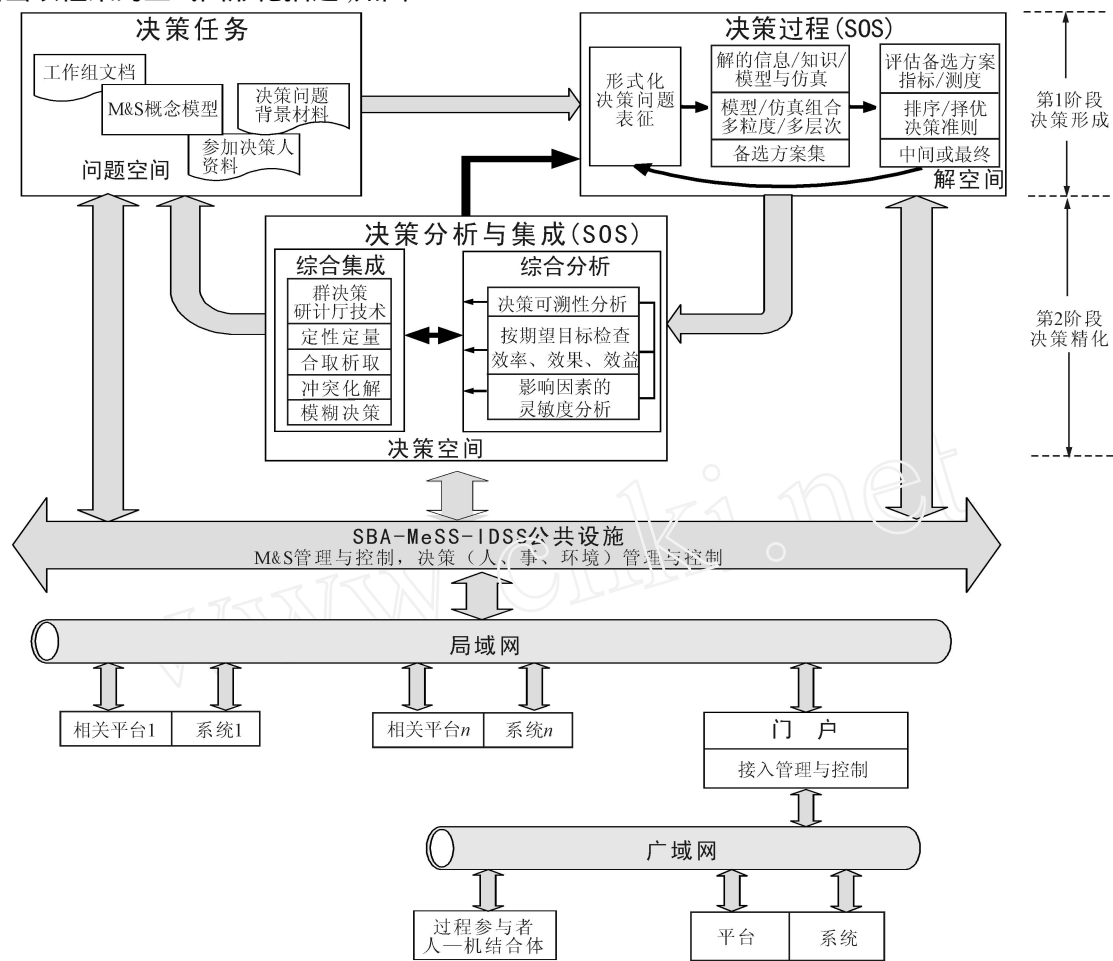 决策任务
工作组文档
M&S概念模型
决策问题
背景材料
参加决策人
资料
问题空间
决策过程(SOS)
形式化
决策问题
表征
解的信息/知识/
模型与仿真
模型/仿真组合
多粒度/多层次
备选方案集
评估备选方案
指标/测度
排序/择优
决策准则
中间或最终
解空间
第1阶段
决策形成
决策分析与集成(SOS)
综合集成
群决策
研讨厅技术
定性定量
合取析取
冲突化解
模糊决策
综合分析
决策可溯性分析
按期望目标检查
效率、效果、效益
影响因素的
灵敏度分析
决策空间
第2阶段
决策精化
SBA-MeSS-IDSS公共设施
M&S管理与控制，决策（人、事、环境）管理与控制
www.cnki.net
局域网
相关平台1
系统1
相关平台n
系统n
门 户
接入管理与控制
广域网
过程参与者
人—机结合体
平台
系统